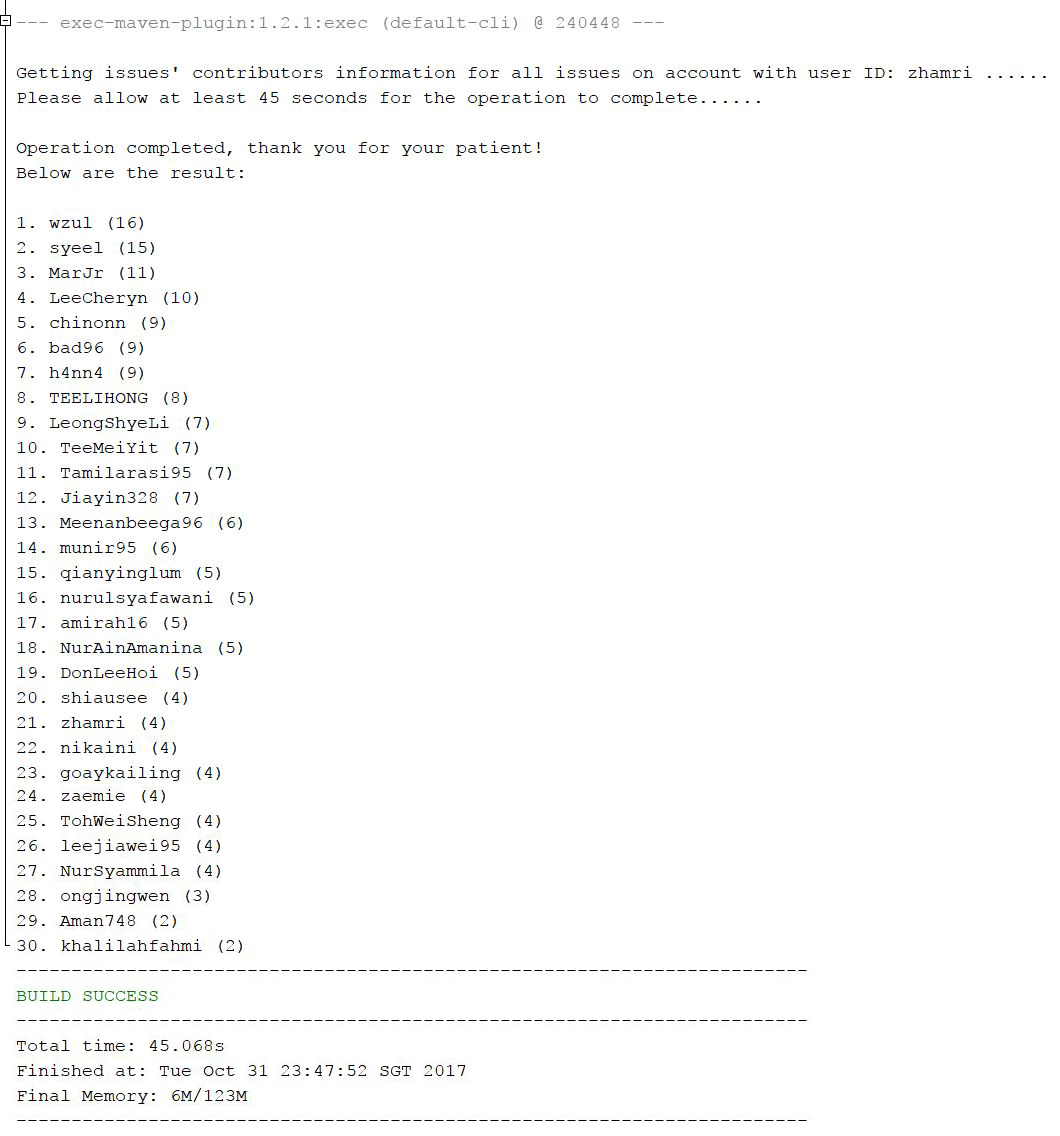 --- exec-maven-plugin:1.2.1:exec (default-cli) @ 240448 ---
Getting issues' contributors information for all issues on account with user ID: zhamri ......
Please allow at least 45 seconds for the operation to complete......
Operation completed, thank you for your patient!
Below are the result:
1. wzul (16)
2. syeel (15)
3. MarJr (11)
4. LeeCheryn (10)
5. chinonn (9)
6. bad96 (9)
7. h4nn4 (9)
8. TEELIHONG (8)
9. LeongShyeLi (7)
10. TeeMeiYit (7)
11. Tamilarasi95 (7)
12. Jiayin328 (7)
13. Meenanbeega96 (6)
14. munir95 (6)
15. qianyinglum (5)
16. nurulsyafawani (5)
17. amirah16 (5)
18. NurAinAmanina (5)
19. DonLeeHoi (5)
20. shiausee (4)
21. zhamri (4)
22. nikaini (4)
23. goaykailing (4)
24. zaemie (4)
25. TohWeiSheng (4)
26. leejiawei95 (4)
27. NurSyammila (4)
28. ongjingwen (3)
29. Aman748 (2)
30. khalilahfahmi (2)
------------------------------------------------------------------------
BUILD SUCCESS
------------------------------------------------------------------------
Total time: 45.068s
Finished at: Tue Oct 31 23:47:52 SGT 2017
Final Memory: 6M/123M
------------------------------------------------------------------------